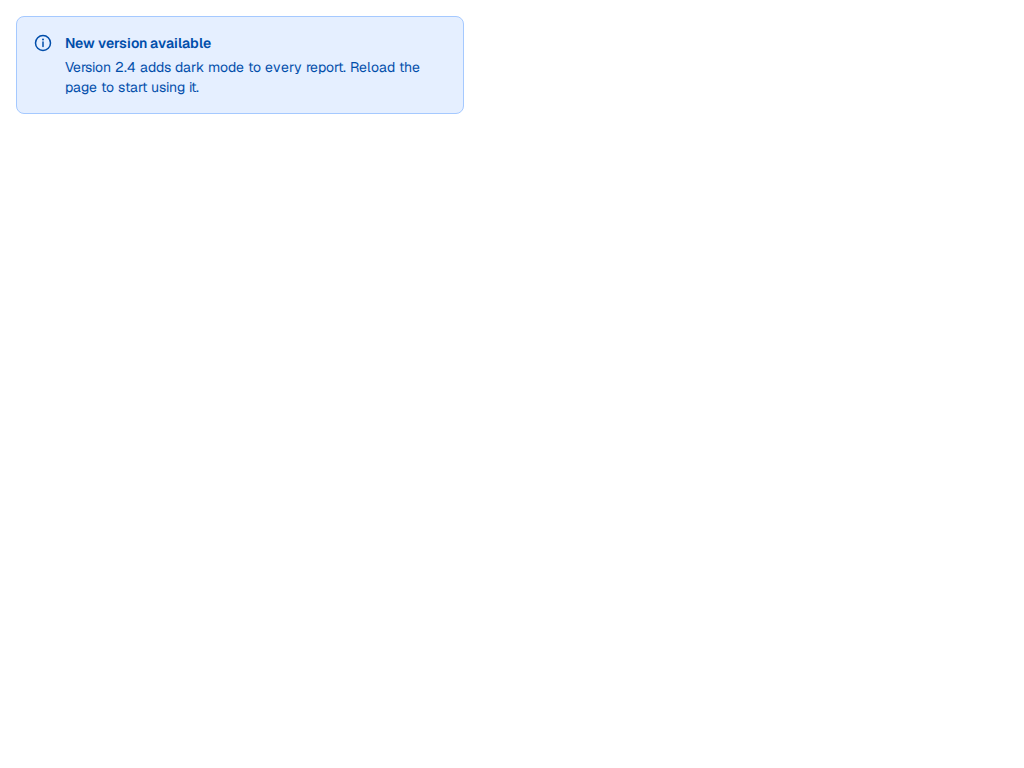 New version available
Version 2.4 adds dark mode to every report. Reload the
page to start using it.